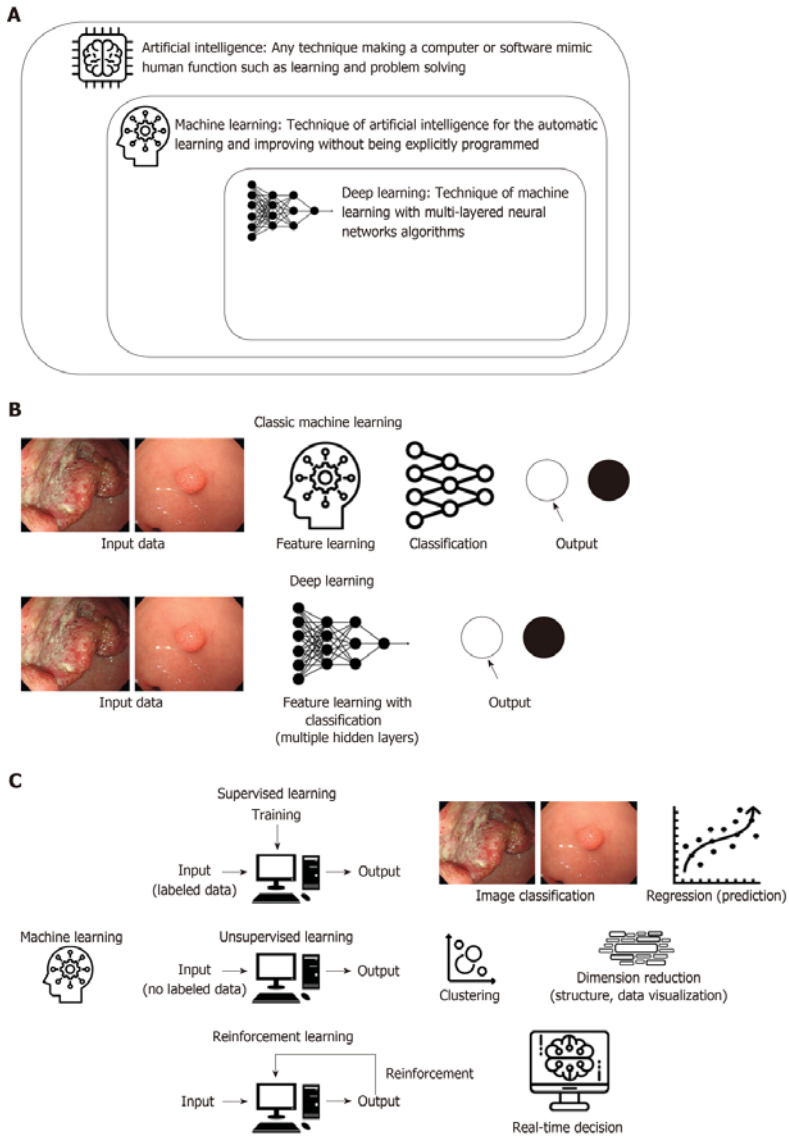 A
Artificial intelligence: Any technique making a computer or software mimic
human function such as learning and problem solving
Machine learning: Technique of artificial intelligence for the automatic
learning and improving without being explicitly programmed
Deep learning: Technique of machine
learning with multi-layered neural
networks algorithms
B
Classic machine learning
Input data
Feature learning
Classification
Output
Deep learning
Input data
Feature learning with
classification
(multiple hidden layers)
Output
C
Supervised learning
Training
Input
(labeled data)
Output
Image classification
Regression (prediction)
Machine learning
Unsupervised learning
Input
(no labeled data)
Output
Clustering
Dimension reduction
(structure, data visualization)
Reinforcement learning
Reinforcement
Input
Output
Real-time decision